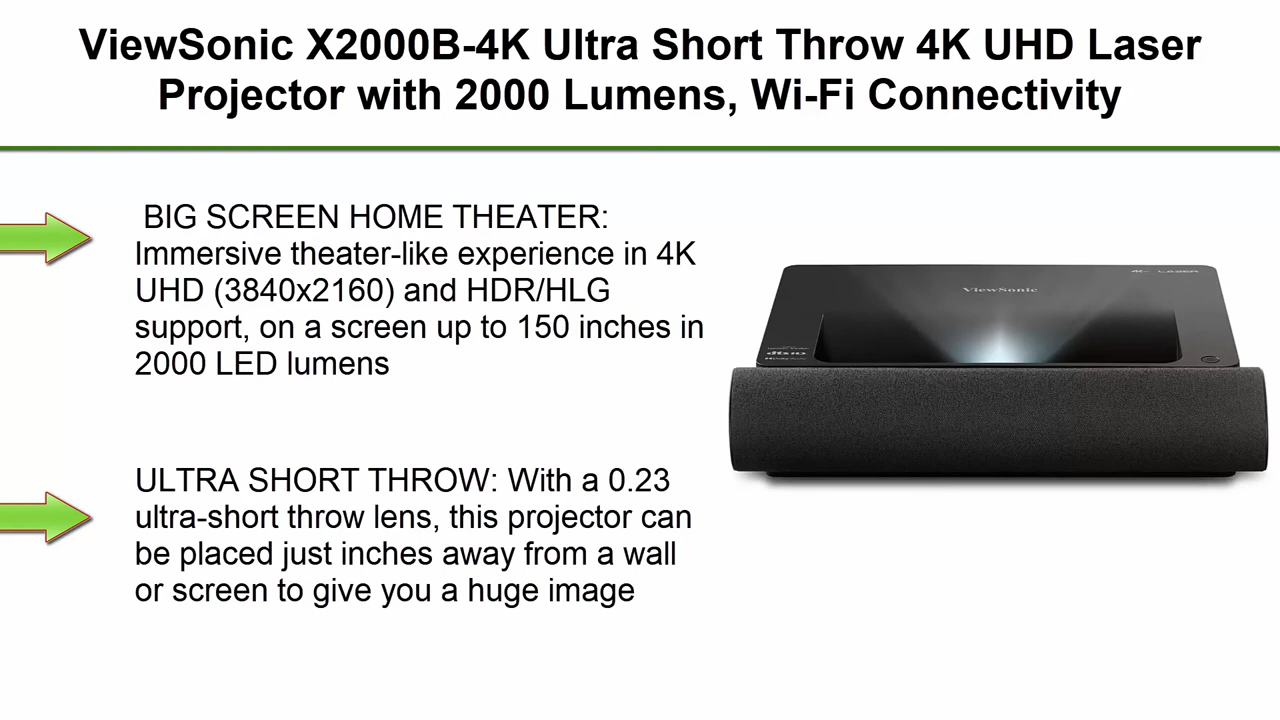 ViewSonic X2000B-4K Ultra Short Throw 4K UHD Laser
Projector with 2000 Lumens, Wi-Fi Connectivity
BIG SCREEN HOME THEATER:
Immersive theater-like experience in 4K
UHD (3840x2160) and HDR/HLG
support, on a screen up to 150 inches in
2000 LED lumens
ViewSonic
LASER
ULTRA SHORT THROW: With a 0.23
ultra-short throw lens, this projector can
be placed just inches away from a wall
or screen to give you a huge image